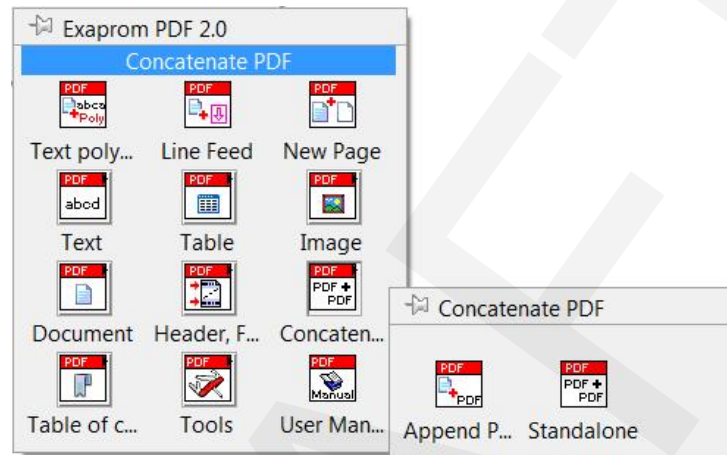 Exaprom PDF 2.0
Concatenate PDF
PDF PDF PDF
abca
Poly
Text poly... Line Feed New Page
PDF PDF PDF
abcd
Text Table Image
PDF PDF PDF
PDF +
PDF
Document Header, F... Concaten...
PDF PDF PDF
Manual
Table of c... Tools User Man...
Concatenate PDF
PDF PDF
PDF PDF +
PDF
Append P... Standalone